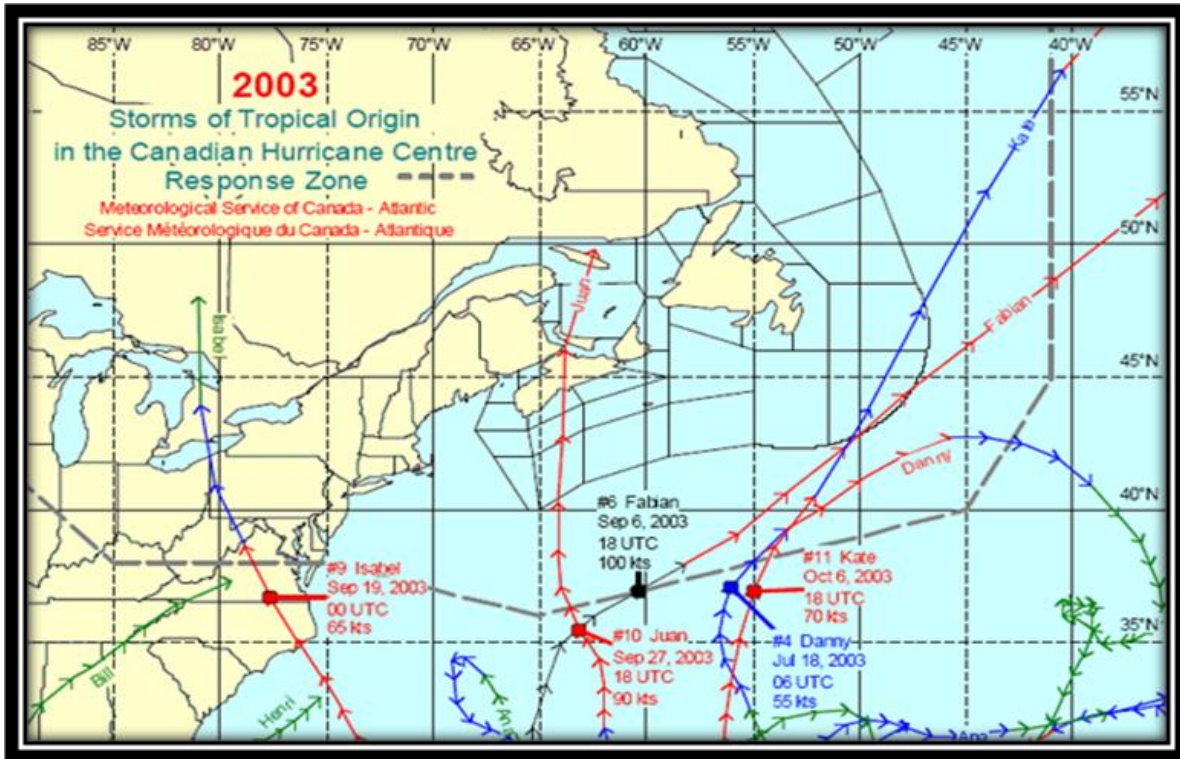 85°W 80°W 75°W 70°W 65°W 60°W 55°W 50°W 45°W 40°W
2003
Storms of Tropical Origin
in the Canadian Hurricane Centre
Response Zone
Meteorological Service of Canada - Atlantic
Service Météorologique du Canada - Atlantique
55°N
Kate
50°N
Juan
Fabian
Isabel
45°N
Danny
40°N
#6 Fabian
Sep 6, 2003
18 UTC
100 kts
#9 Isabel
Sep 19, 2003
00 UTC
65 kts
#11 Kate
Oct 6, 2003
18 UTC
70 kts
35°N
#10 Juan
Sep 27, 2003
18 UTC
90 kts
#4 Danny
Jul 18, 2003
06 UTC
55 kts
Bill
Henri
Ana